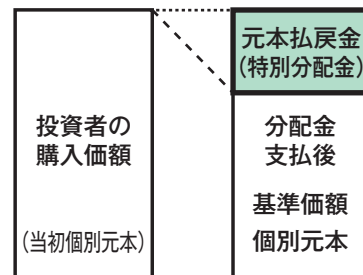 元本払戻金
(特別分配金)
投資者の
購入価額
(当初個別元本)
分配金
支払後
基準価額
個別元本